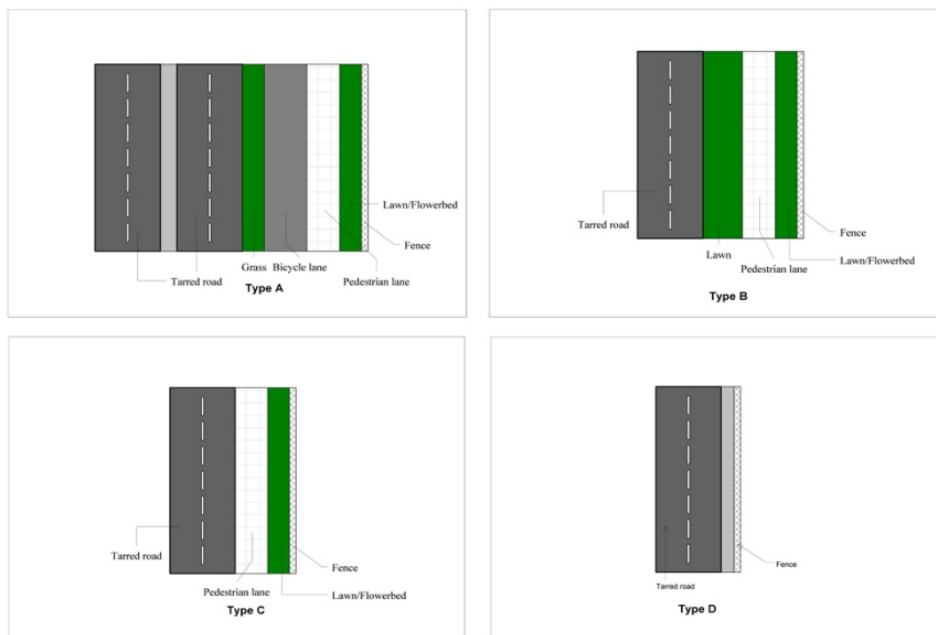 Lawn/Flowerbed
Fence
Grass Bicycle lane
Tarred road
Pedestrian lane
Type A
Tarred road
Fence
Lawn
Pedestrian lane
Lawn/Flowerbed
Type B
Tarred road
Fence
Pedestrian lane
Lawn/Flowerbed
Type C
Fence
Tarred road
Type D